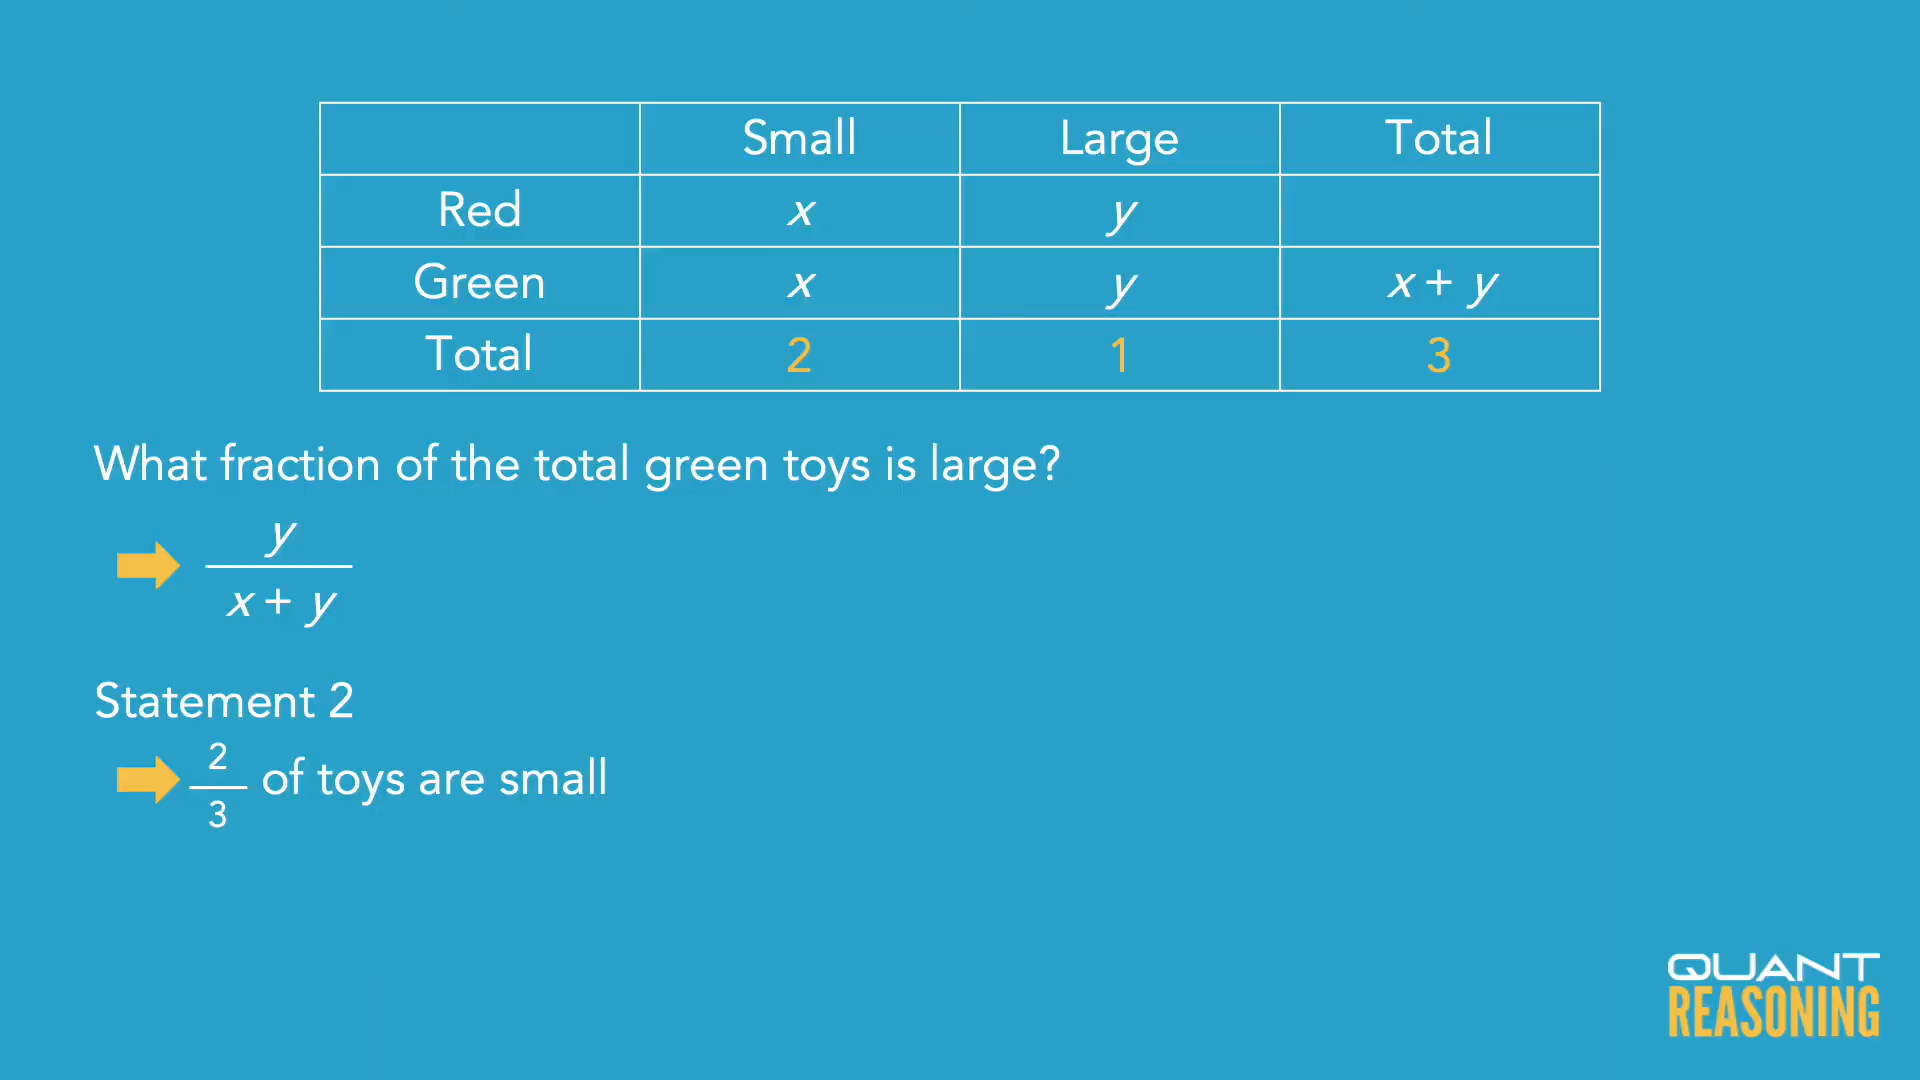 Small Large Total
Red x y
Green x y x + y
Total 2 1 3
What fraction of the total green toys is large?
y
x + y
Statement 2
2
3 of toys are small
QUANT
REASONING